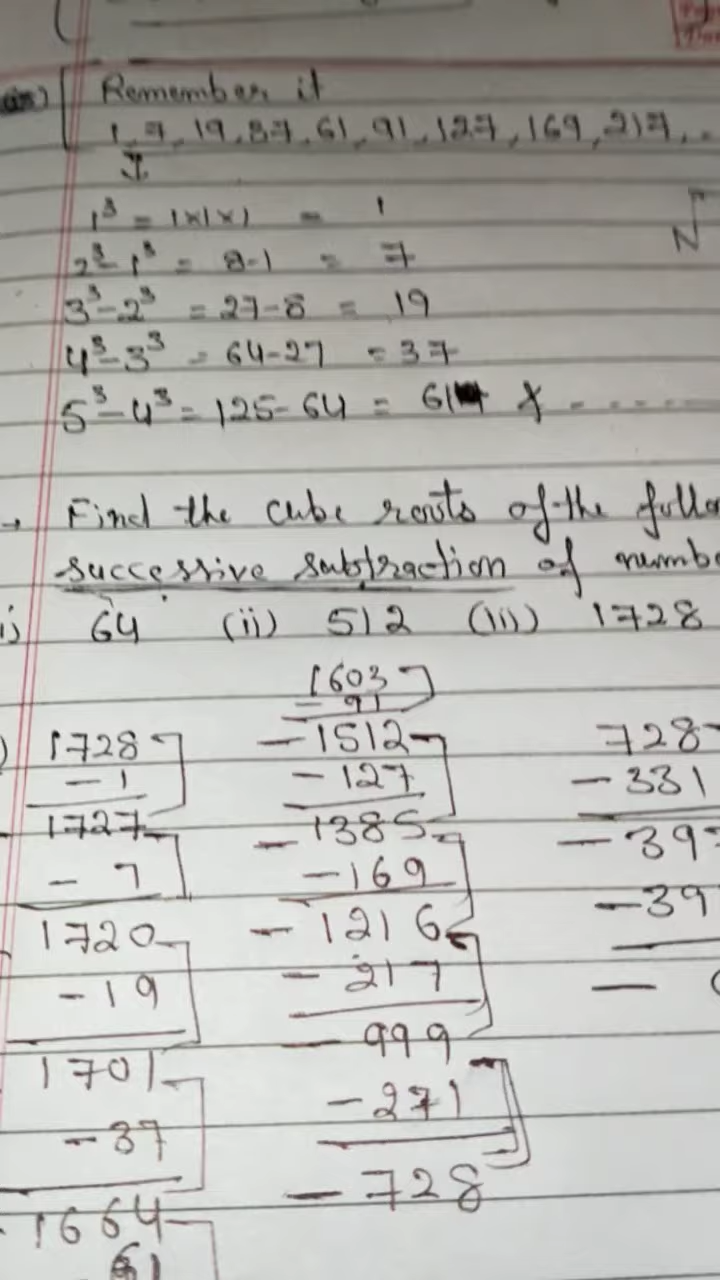 Remember it
1, 7, 19, 37, 61, 91, 127, 169, 217, ..
1³ = 1x1x1 = 1
2³-1³ = 8-1 = 7
3³-2³ = 27-8 = 19
4³-3³ = 64-27 = 37
5³-4³ = 125-64 = 61
→ Find the cube roots of the
successive subtraction of
i) 64 (ii) 512 (iii) 1728
1728
- 1
1727
- 7
1720
- 19
1701
- 37
1664
61
1603
- 91
1512
- 127
1385
- 169
1216
- 217
999
- 271
728
728
- 331